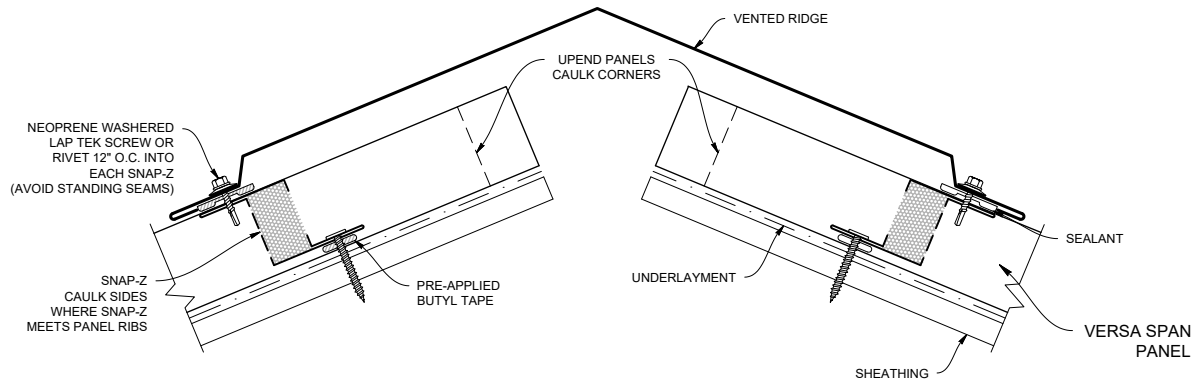 VENTED RIDGE
UPEND PANELS
CAULK CORNERS
NEOPRENE WASHERED
LAP TEK SCREW OR
RIVET 12" O.C. INTO
EACH SNAP-Z
(AVOID STANDING SEAMS)
SEALANT
SNAP-Z
CAULK SIDES
WHERE SNAP-Z
MEETS PANEL RIBS
PRE-APPLIED
BUTYL TAPE
UNDERLAYMENT
VERSA SPAN
PANEL
SHEATHING